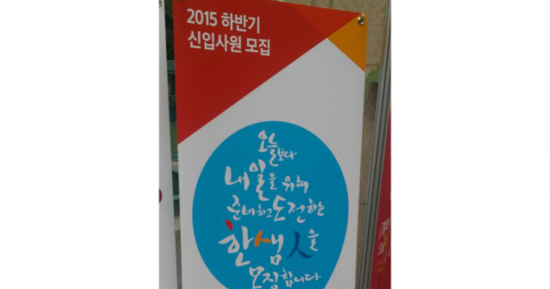 2015 하반기
신입사원 모집
오늘보다
내일을 위해
준비하고 도전하는
한샘人을
모집합니다